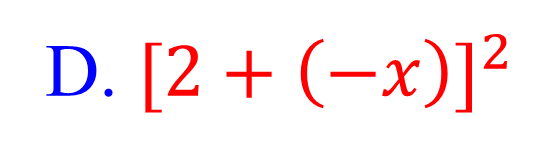 D. [2 + (−x)]²